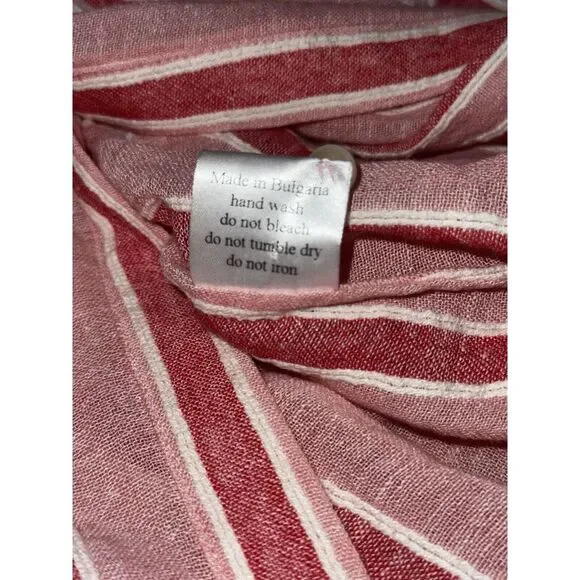 Made in Bulgaria
hand wash
do not bleach
do not tumble dry
do not iron